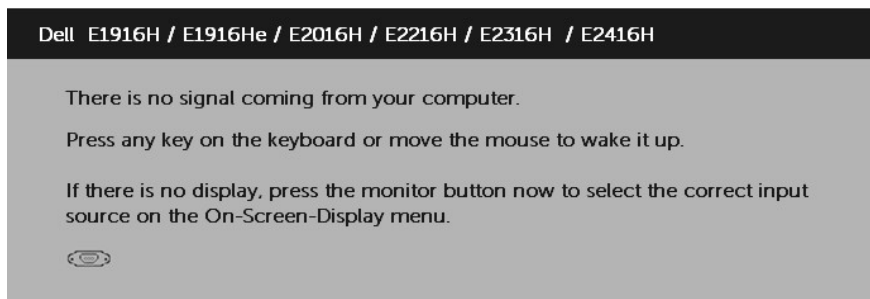 Dell E1916H / E1916He / E2016H / E2216H / E2316H / E2416H
There is no signal coming from your computer.
Press any key on the keyboard or move the mouse to wake it up.
If there is no display, press the monitor button now to select the correct input
source on the On-Screen-Display menu.